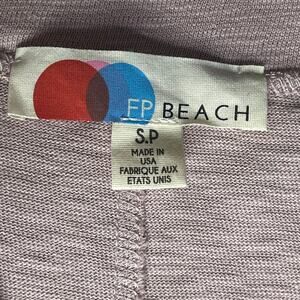 FP BEACH
S.P
MADE IN
USA
FABRIQUE AUX
ETATS UNIS